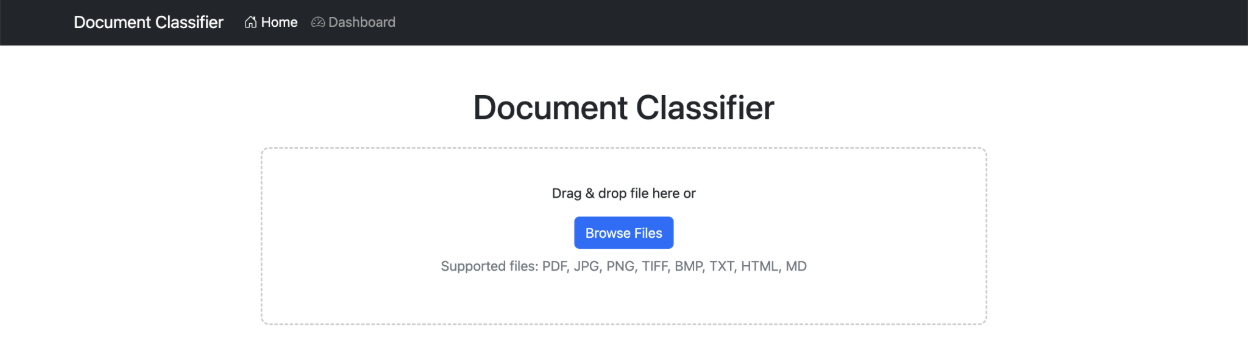 Document Classifier Home Dashboard
Document Classifier
Drag & drop file here or
Browse Files
Supported files: PDF, JPG, PNG, TIFF, BMP, TXT, HTML, MD